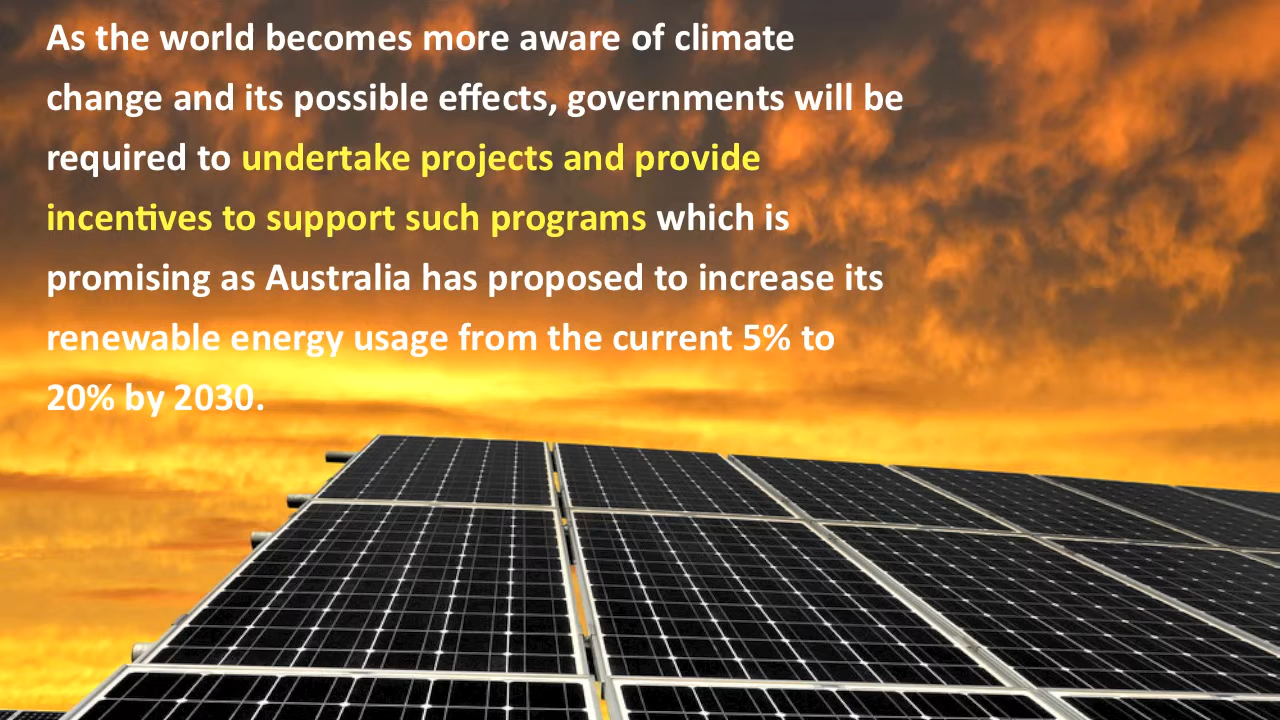 As the world becomes more aware of climate
change and its possible effects, governments will be
required to undertake projects and provide
incentives to support such programs which is
promising as Australia has proposed to increase its
renewable energy usage from the current 5% to
20% by 2030.